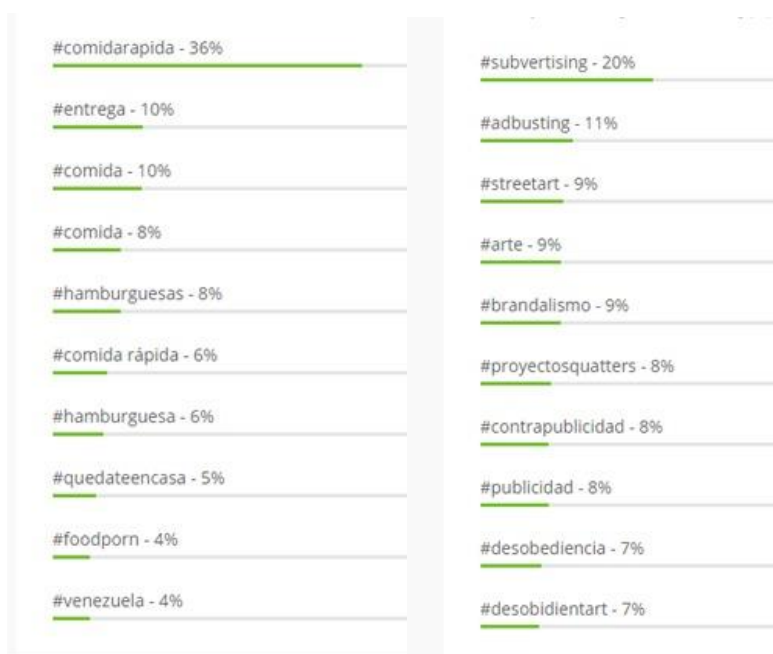 #comidarapida - 36%
#entrega - 10%
#comida - 10%
#comida - 8%
#hamburguesas - 8%
#comida rápida - 6%
#hamburguesa - 6%
#quedateencasa - 5%
#foodporn - 4%
#venezuela - 4%
#subvertising - 20%
#adbusting - 11%
#streetart - 9%
#arte - 9%
#brandalismo - 9%
#proyectosquatters - 8%
#contrapublicidad - 8%
#publicidad - 8%
#desobediencia - 7%
#desobidientart - 7%